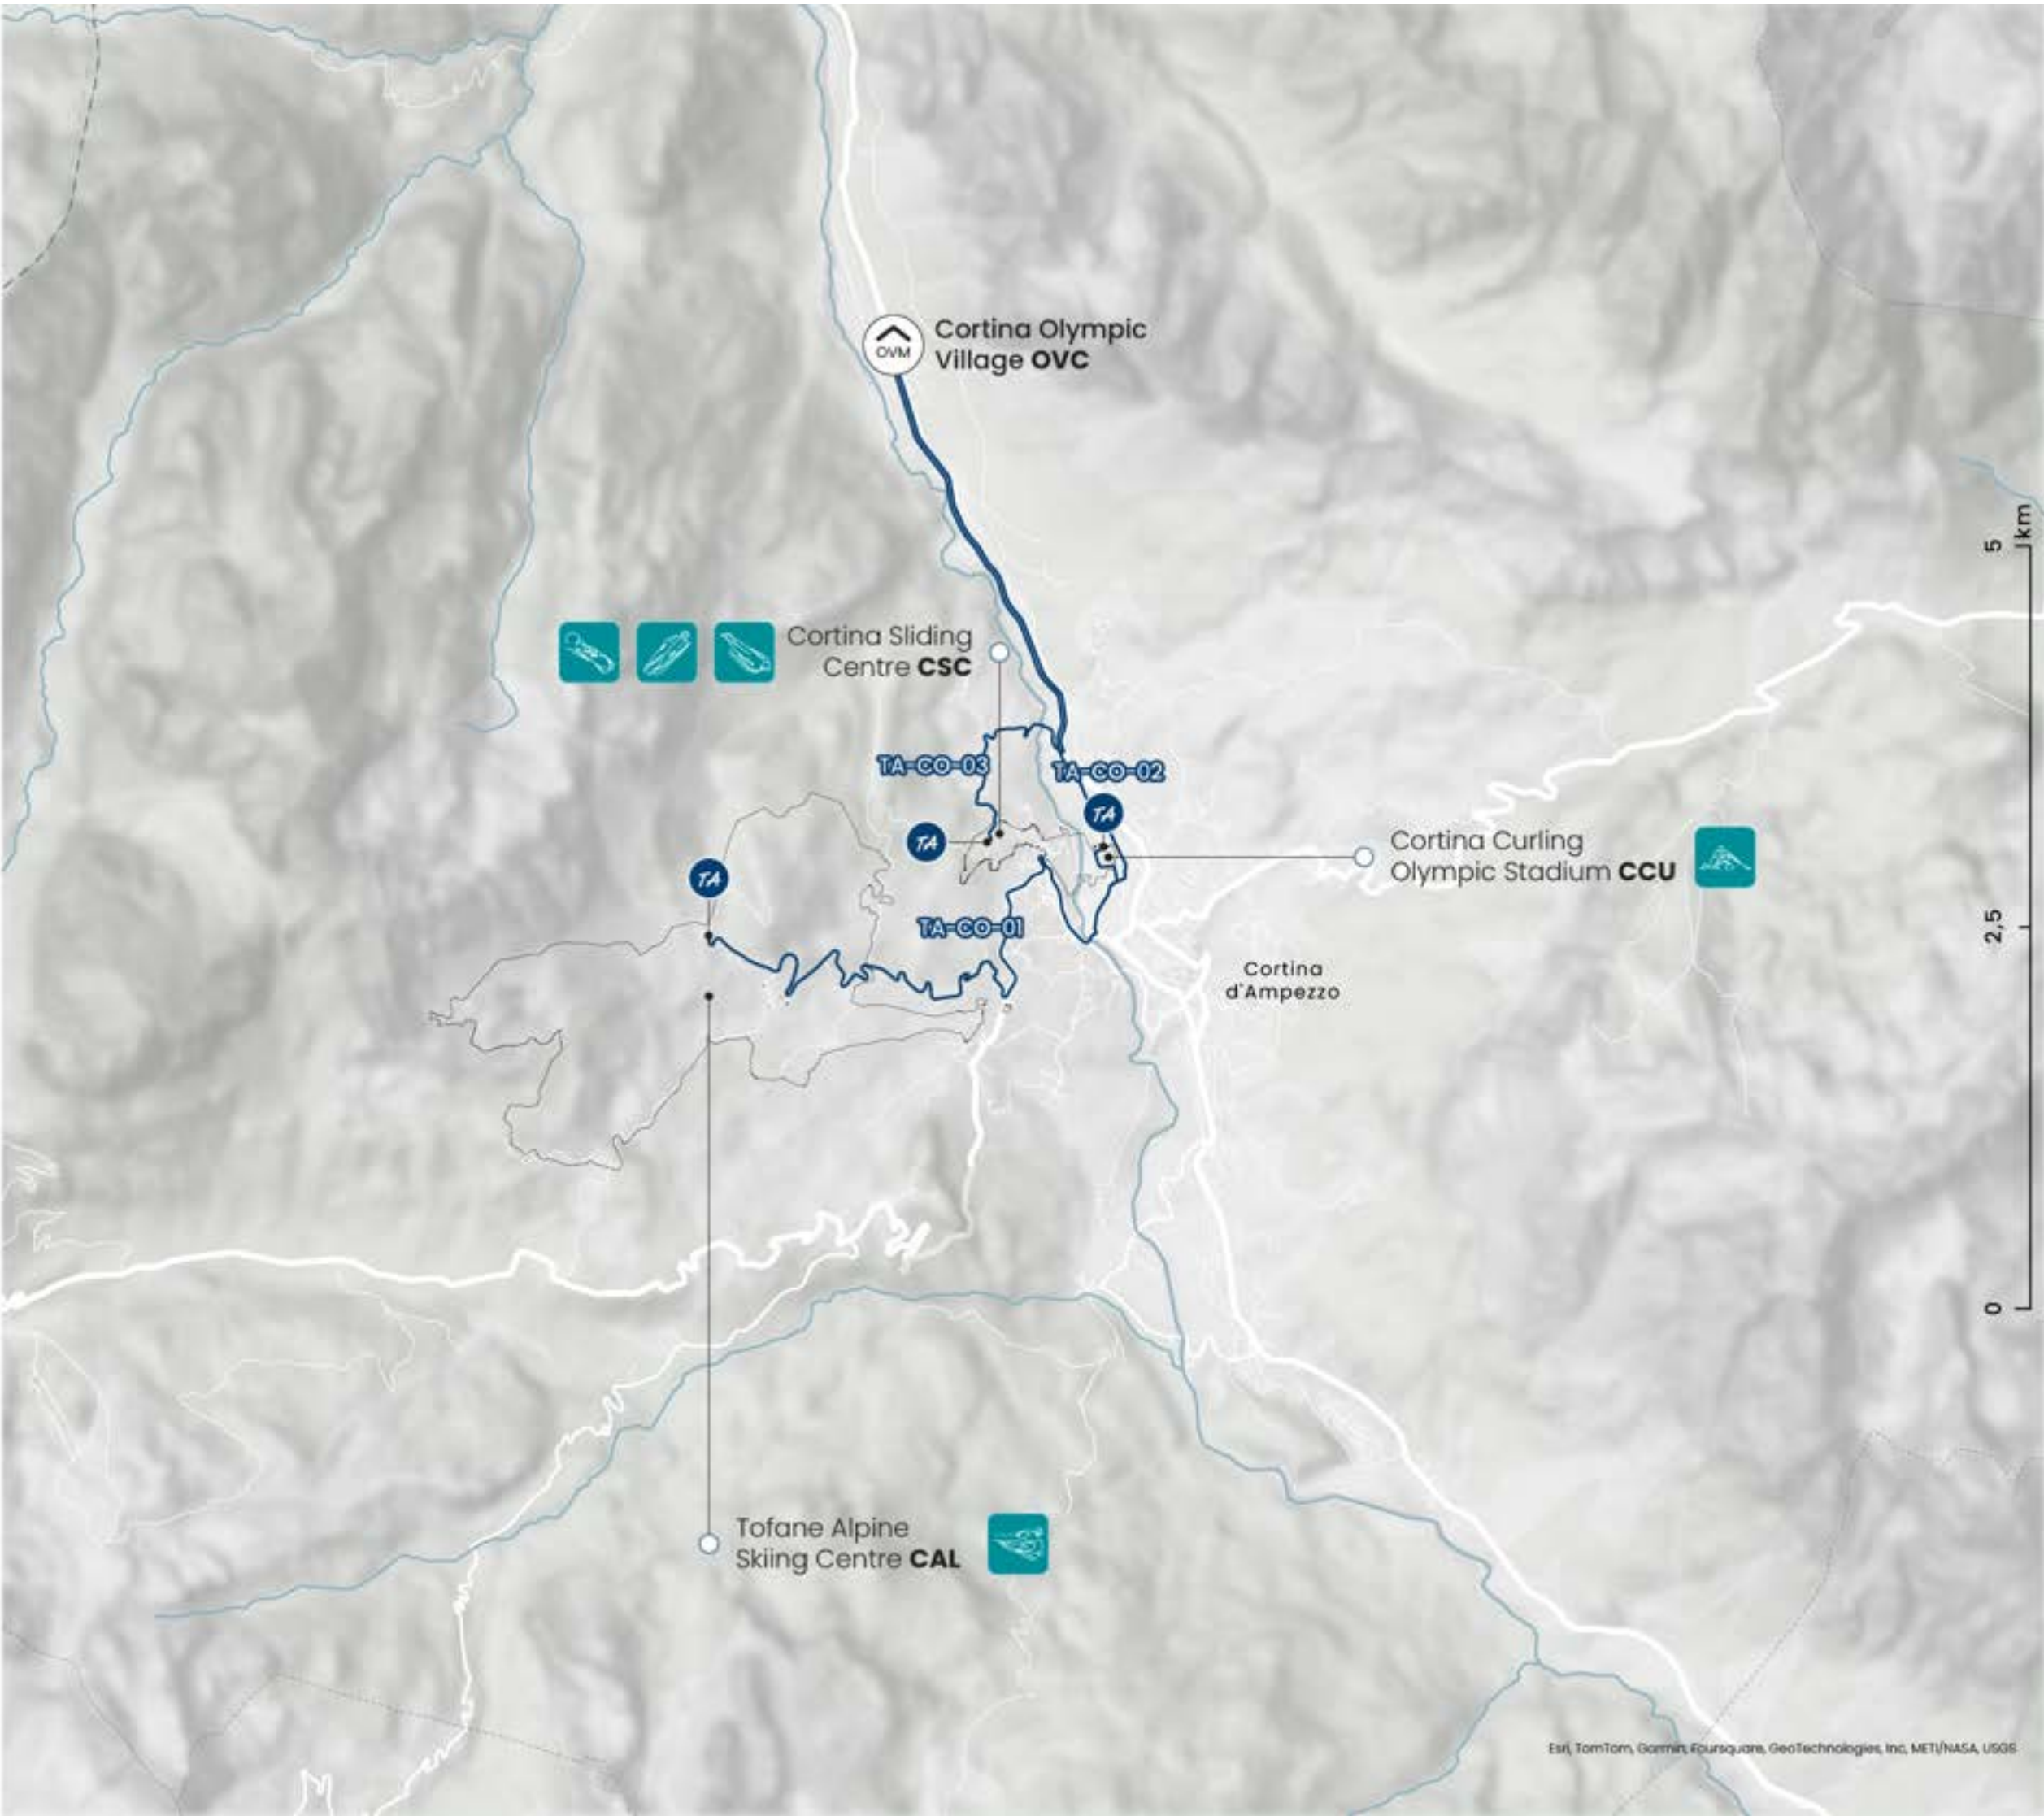 OVM
Cortina Olympic
Village OVC
5
km
Cortina Sliding
Centre CSC
TA-CO-03
TA-CO-02
TA
TA
Cortina Curling
Olympic Stadium CCU
TA
TA-CO-01
2,5
Cortina
d'Ampezzo
0
Tofane Alpine
Skiing Centre CAL
Esri, TomTom, Garmin, Foursquare, GeoTechnologies, Inc, METI/NASA, USGS